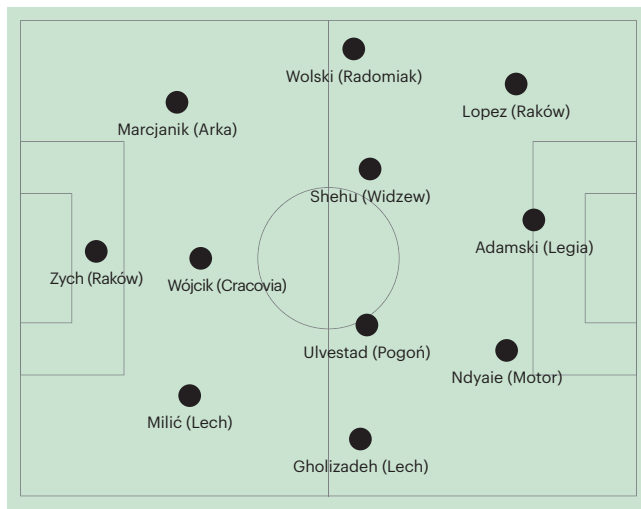 Wolski (Radomiak)
Lopez (Raków)
Marcjanik (Arka)
Shehu (Widzew)
Adamski (Legia)
Zych (Raków)
Wójcik (Cracovia)
Ulvestad (Pogoń)
Ndyaie (Motor)
Milić (Lech)
Gholizadeh (Lech)